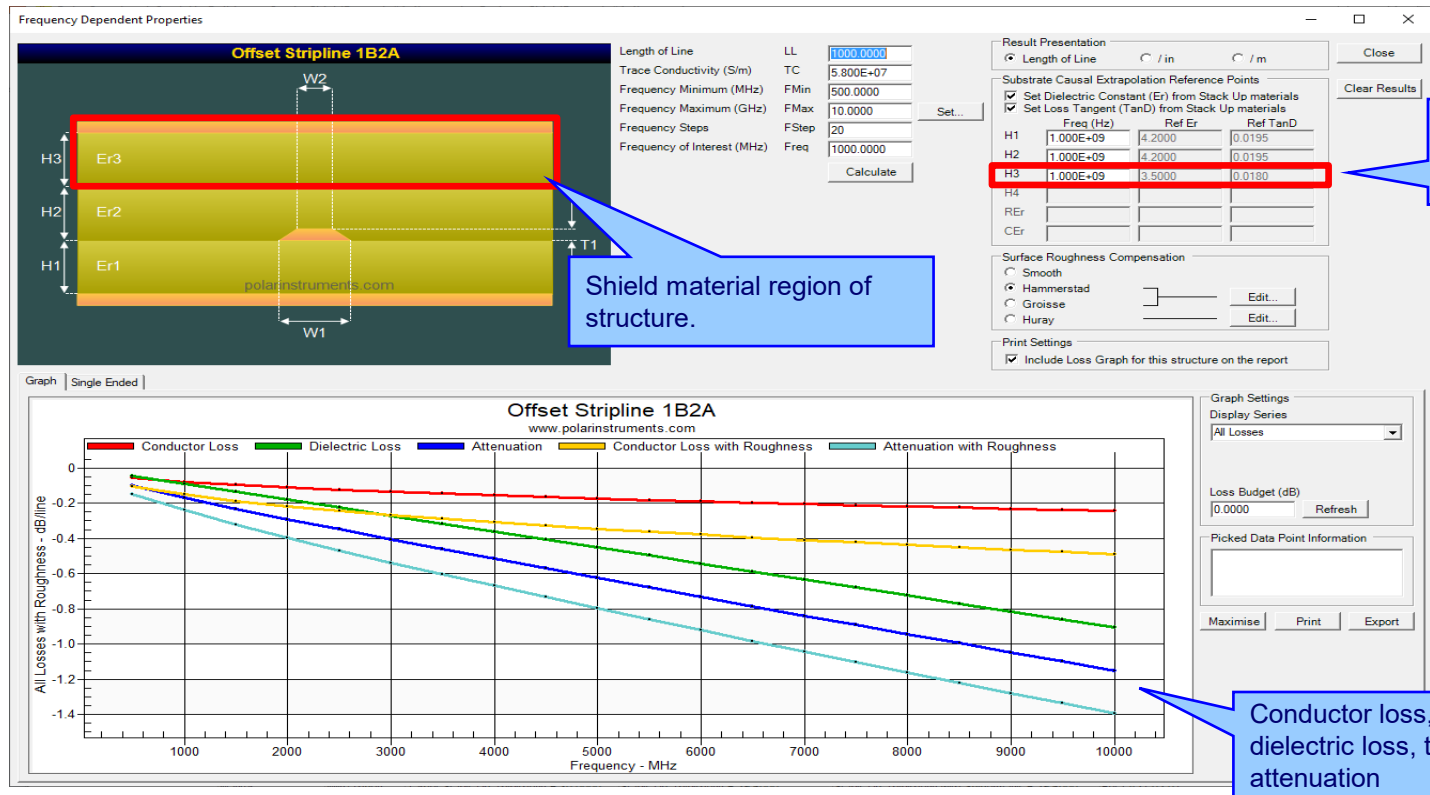 Frequency Dependent Properties
Offset Stripline 1B2A
W2
H3 Er3
H2 Er2
T1
H1 Er1
polarinstruments.com
W1
Shield material region of
structure.
Length of Line LL 1000.0000
Trace Conductivity (S/m) TC 5.800E+07
Frequency Minimum (MHz) FMin 500.0000
Frequency Maximum (GHz) FMax 10.0000 Set...
Frequency Steps FStep 20
Frequency of Interest (MHz) Freq 1000.0000
Calculate
Result Presentation
Length of Line / in / m
Close
Clear Results
Substrate Causal Extrapolation Reference Points
Set Dielectric Constant (Er) from Stack Up materials
Set Loss Tangent (TanD) from Stack Up materials
Freq (Hz) Ref Er Ref TanD
H1 1.000E+09 4.2000 0.0195
H2 1.000E+09 4.2000 0.0195
H3 1.000E+09 3.5000 0.0180
H4
REr
CEr
Surface Roughness Compensation
Smooth
Hammerstad
Groisse Edit...
Huray Edit...
Print Settings
Include Loss Graph for this structure on the report
Graph Single Ended
Offset Stripline 1B2A
www.polarinstruments.com
Conductor Loss Dielectric Loss Attenuation Conductor Loss with Roughness Attenuation with Roughness
All Losses with Roughness - dB/line
0
-0.2
-0.4
-0.6
-0.8
-1.0
-1.2
-1.4
1000 2000 3000 4000 5000 6000 7000 8000 9000 10000
Frequency - MHz
Graph Settings
Display Series
All Losses
Loss Budget (dB)
0.0000 Refresh
Picked Data Point Information
Maximise Print Export
Conductor loss,
dielectric loss, t
attenuation